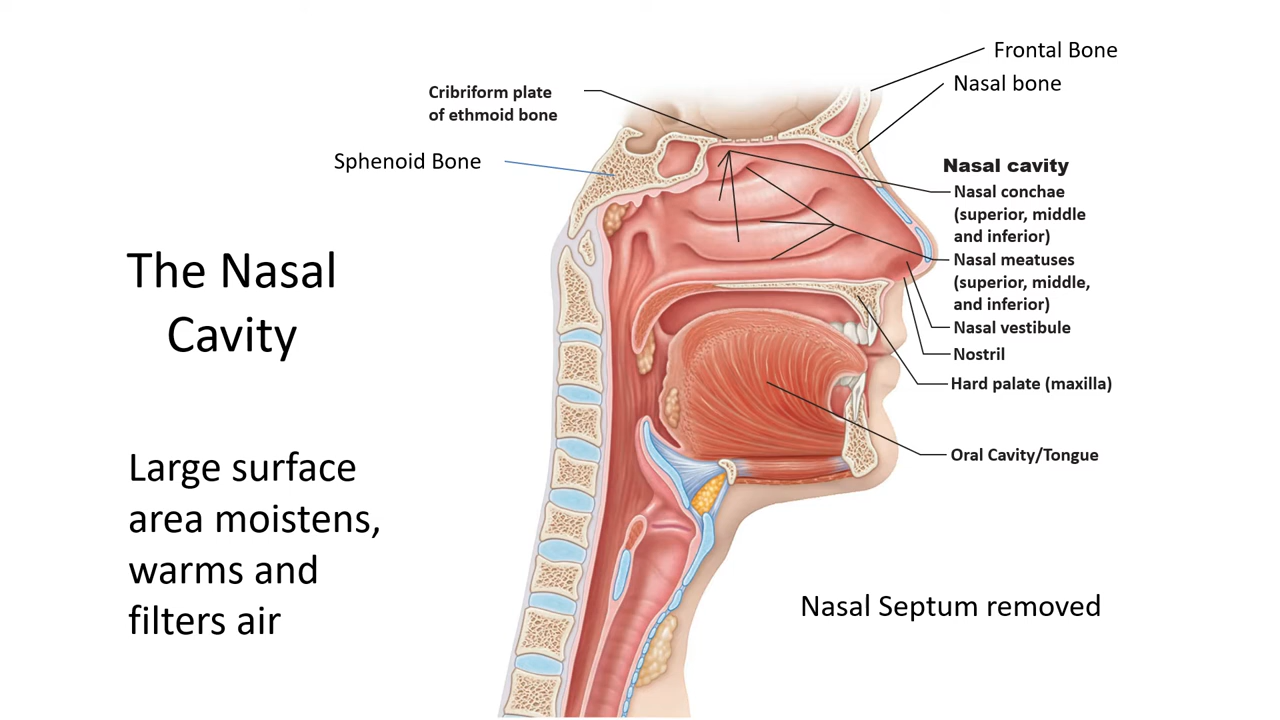 Frontal Bone
Nasal bone
Cribriform plate
of ethmoid bone
Sphenoid Bone
Nasal cavity
Nasal conchae
(superior, middle
and inferior)
Nasal meatuses
(superior, middle,
and inferior)
Nasal vestibule
Nostril
Hard palate (maxilla)
Oral Cavity/Tongue
The Nasal
Cavity
Large surface
area moistens,
warms and
filters air
Nasal Septum removed